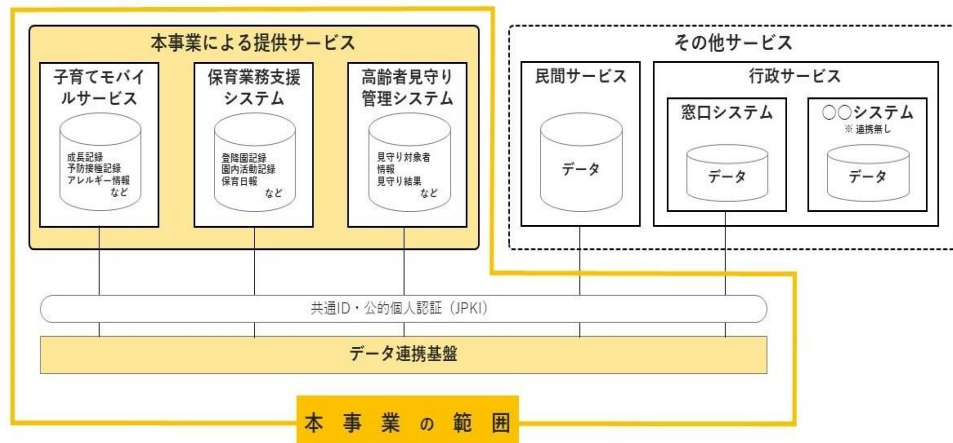 本事業による提供サービス
子育てモバイ
ルサービス
成長記録
予防接種記録
アレルギー情報
など
保育業務支援
システム
登降園記録
園内活動記録
保育日報
など
高齢者見守り
管理システム
見守り対象者
情報
見守り結果
など
その他サービス
民間サービス
データ
行政サービス
窓口システム
データ
〇〇システム
※ 連携無し
データ
共通ID・公的個人認証(JPKI)
データ連携基盤
本事業の範囲